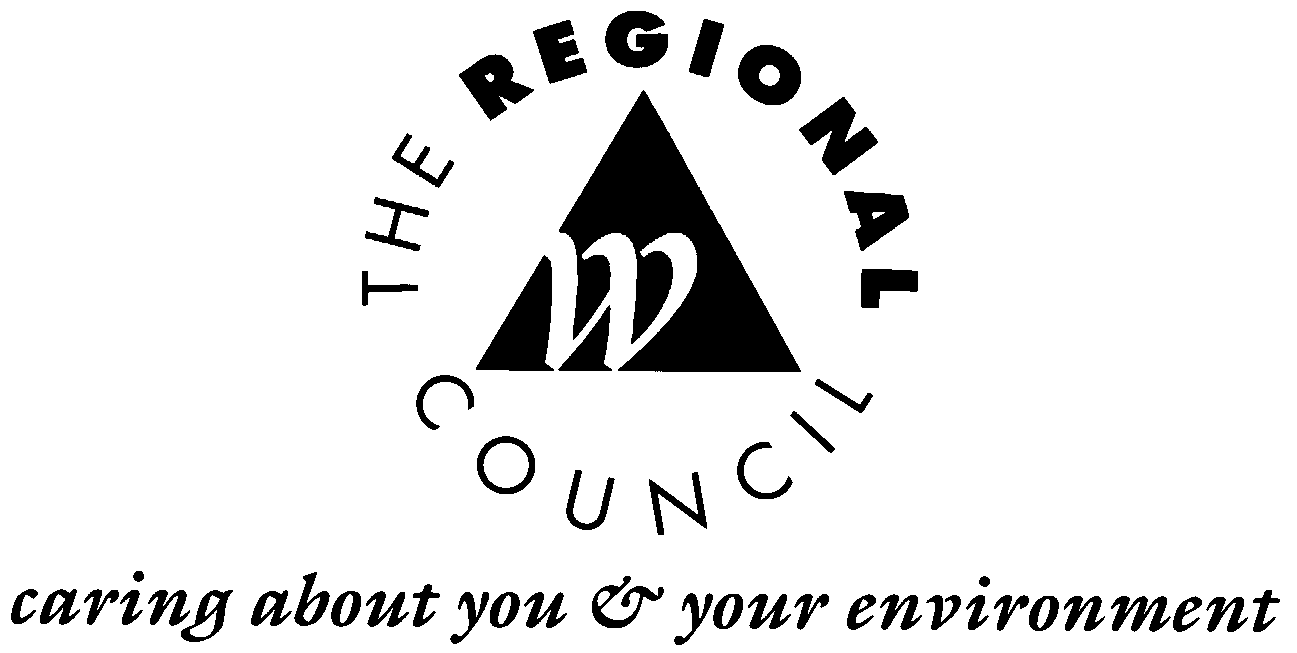 THE REGIONAL
W
COUNCIL
caring about you & your environment